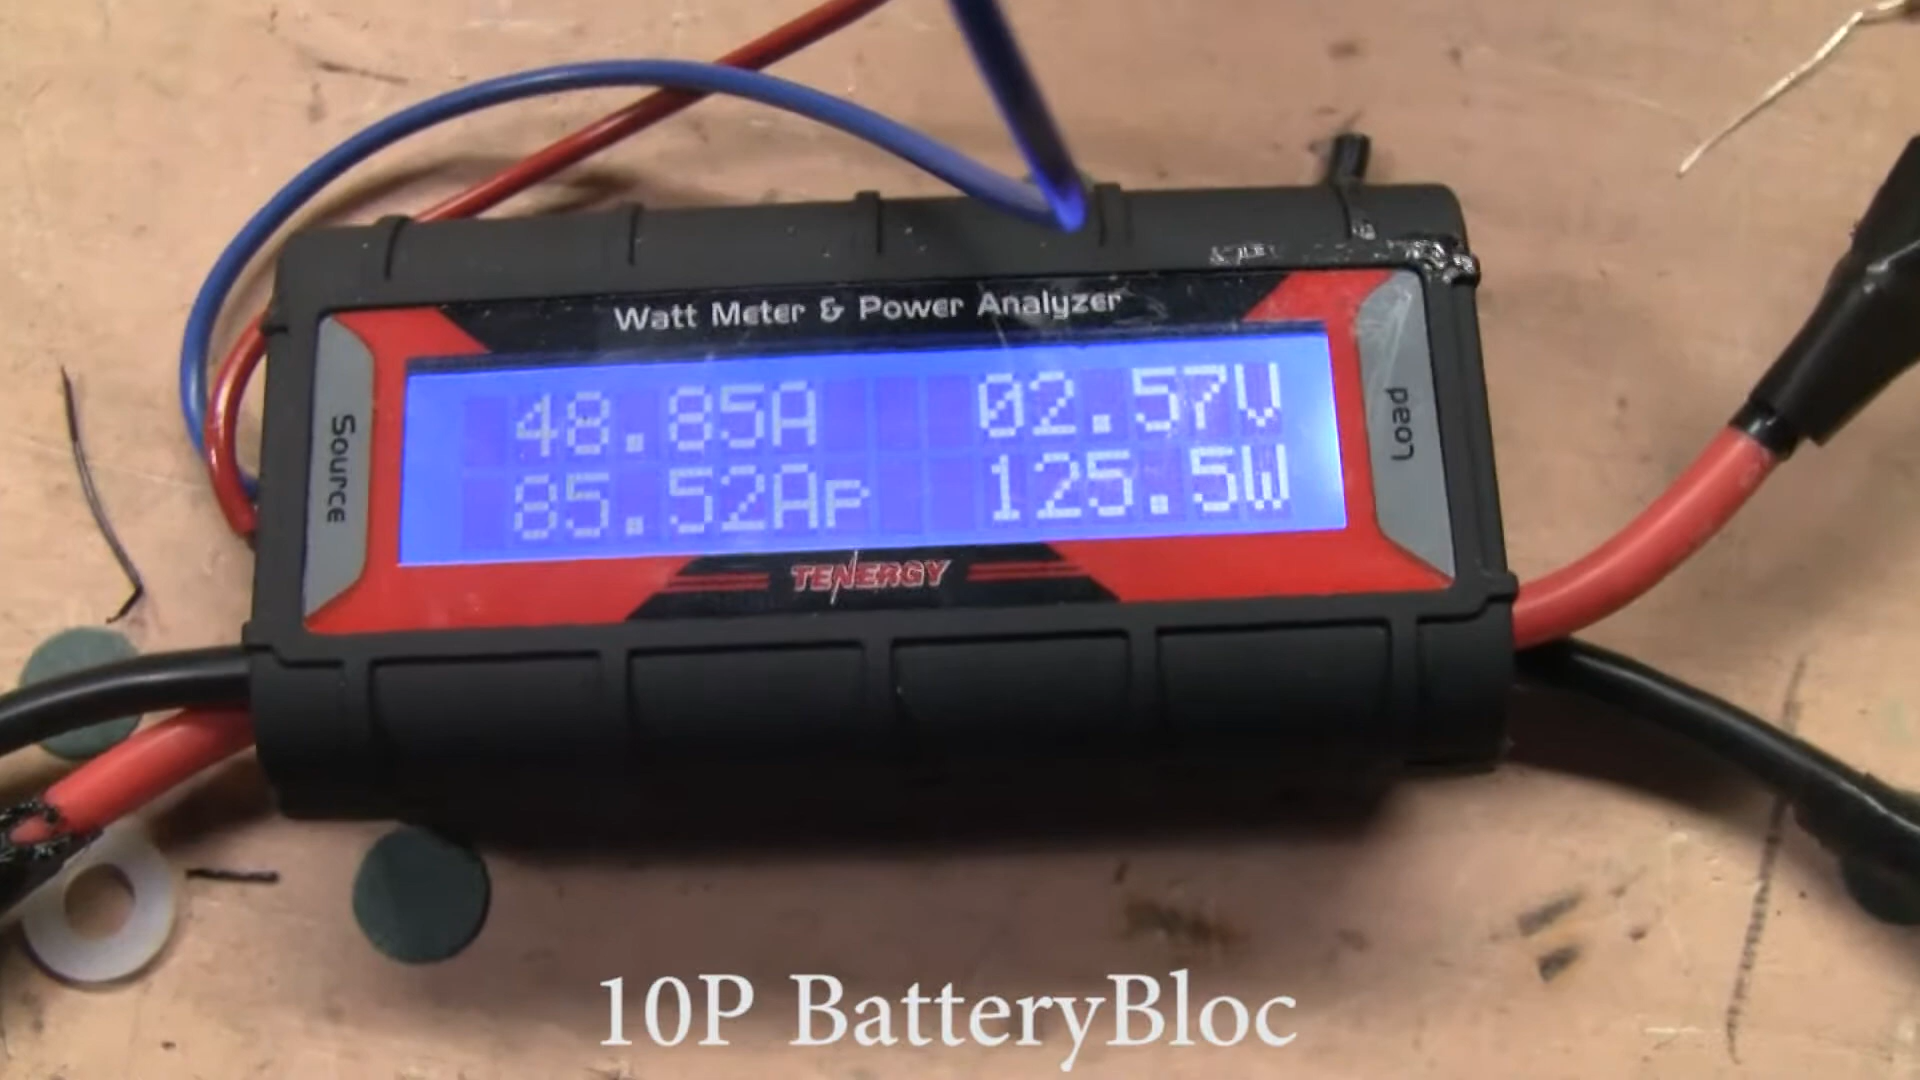 Watt Meter & Power Analyzer
Source
48.85A 02.57V
85.52Ap 125.5W
Load
TENERGY
10P BatteryBloc